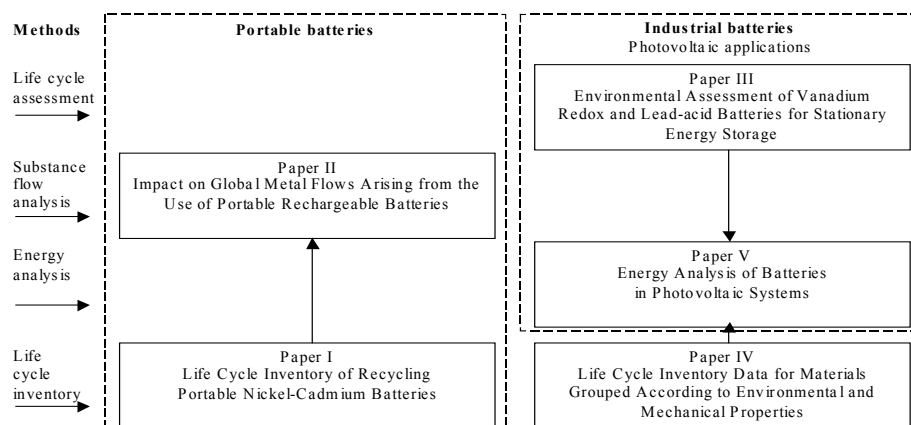 Methods
Life cycle
assessment
Substance
flow
analysis
Energy
analysis
Life
cycle
inventory
Portable batteries
Paper II
Impact on Global Metal Flows Arising from the
Use of Portable Rechargeable Batteries
Paper I
Life Cycle Inventory of Recycling
Portable Nickel-Cadmium Batteries
Industrial batteries
Photovoltaic applications
Paper III
Environmental Assessment of Vanadium
Redox and Lead-acid Batteries for Stationary
Energy Storage
Paper V
Energy Analysis of Batteries
in Photovoltaic Systems
Paper IV
Life Cycle Inventory Data for Materials
Grouped According to Environmental and
Mechanical Properties